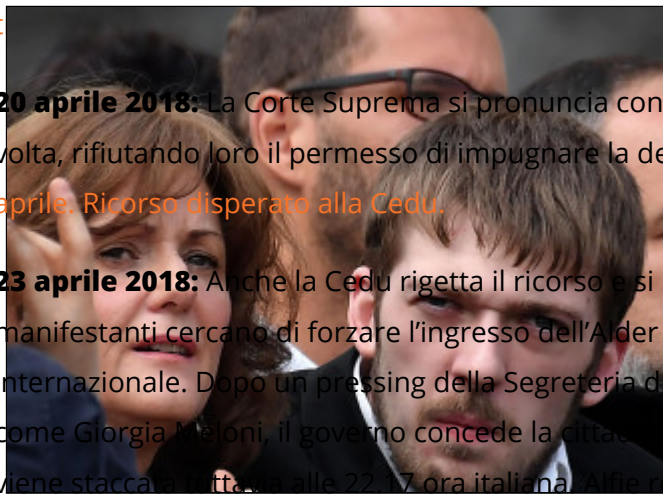 20 aprile 2018: La Corte Suprema si pronuncia con
volta, rifiutando loro il permesso di impugnare la de
aprile. Ricorso disperato alla Cedu.
23 aprile 2018: Anche la Cedu rigetta il ricorso e si
manifestanti cercano di forzare l'ingresso dell'Alder
nternazionale. Dopo un pressing della Segreteria d
come Giorgia Meloni, il governo concede la citta
viene staccata tuttavia alle 22.17 ora italiana. Alfie